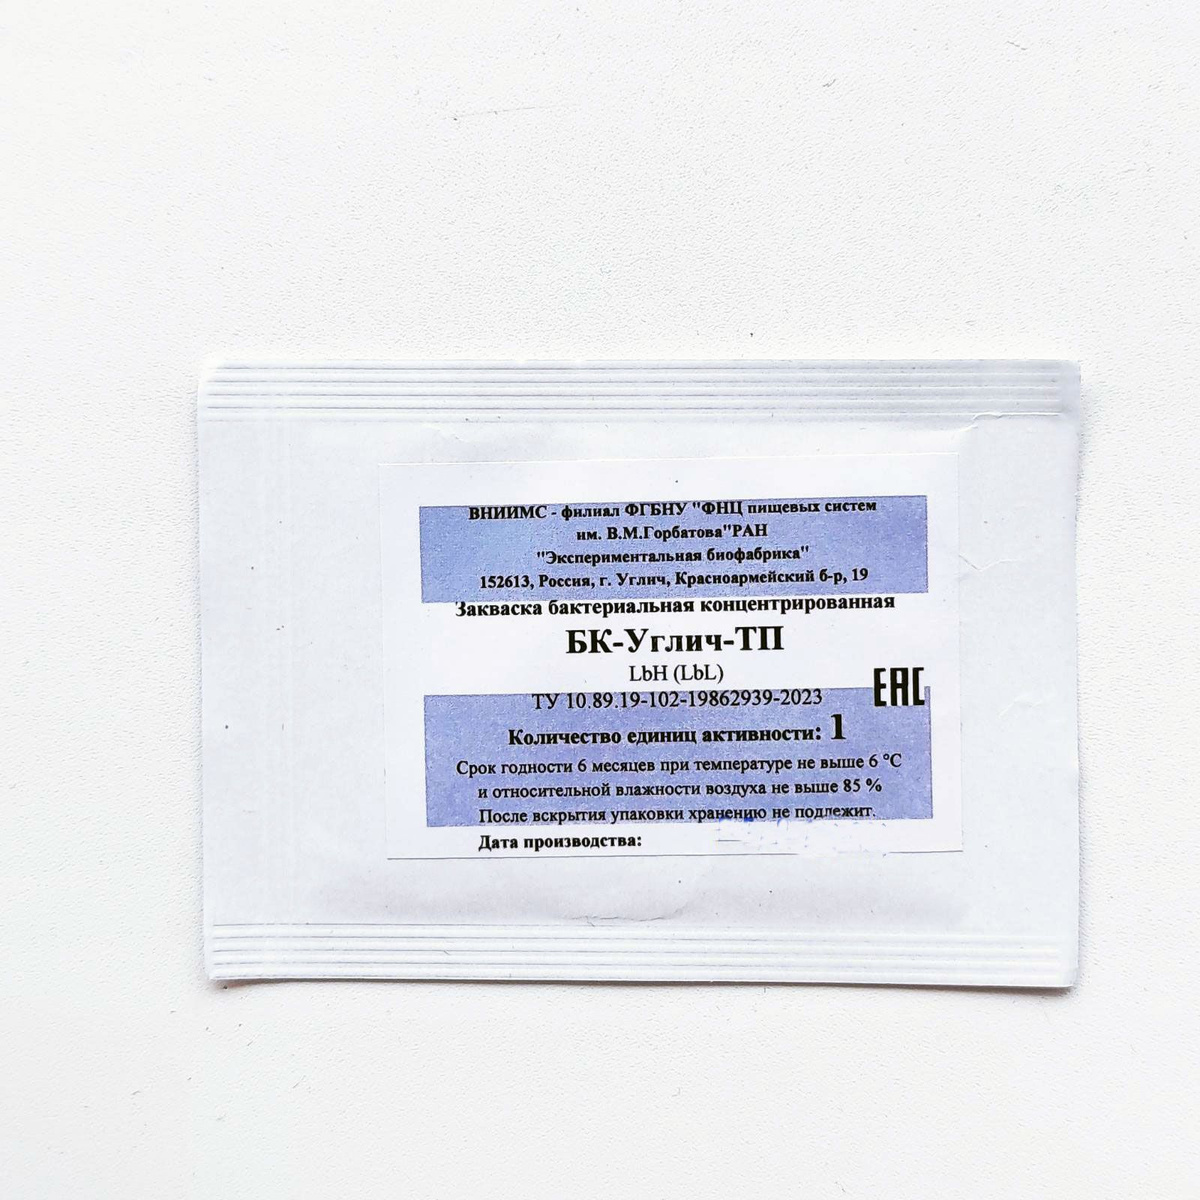 ВНИИМС - филиал ФГБНУ "ФНЦ пищевых систем
им. В.М.Горбатова"РАН
"Экспериментальная биофабрика"
152613, Россия, г. Углич, Красноармейский б-р, 19
Закваска бактериальная концентрированная
БК-Углич-ТП
LbH (LbL)
EAC
ТУ 10.89.19-102-19862939-2023
Количество единиц активности: 1
Срок годности 6 месяцев при температуре не выше 6 °С
и относительной влажности воздуха не выше 85 %
После вскрытия упаковки хранению не подлежит.
Дата производства: